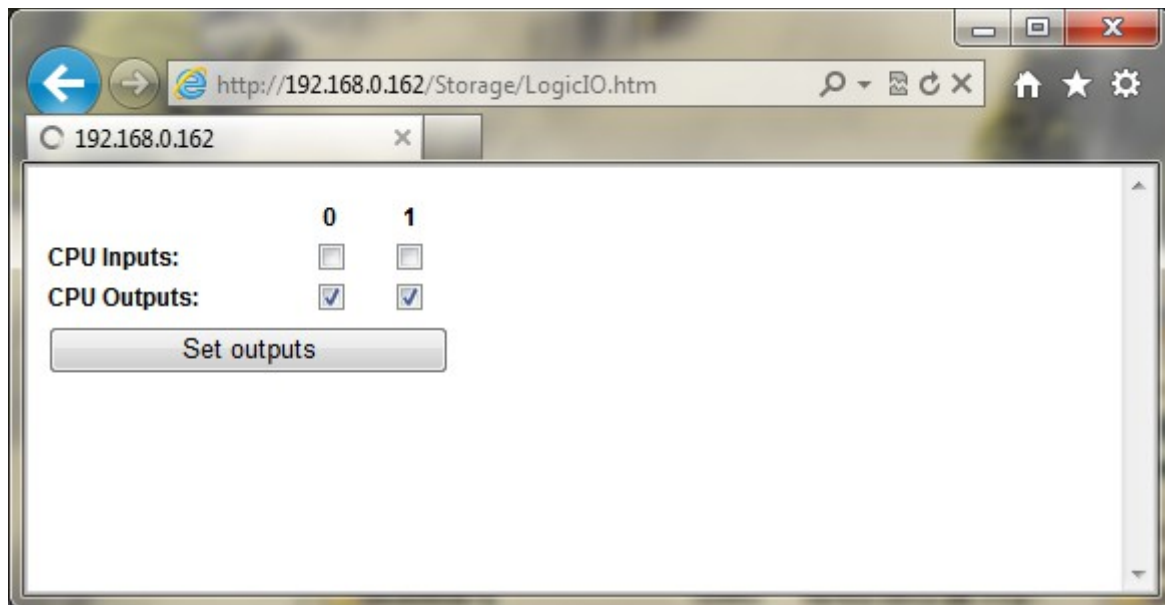 http://192.168.0.162/Storage/LogicIO.htm
192.168.0.162
0 1
CPU Inputs:
CPU Outputs:
Set outputs